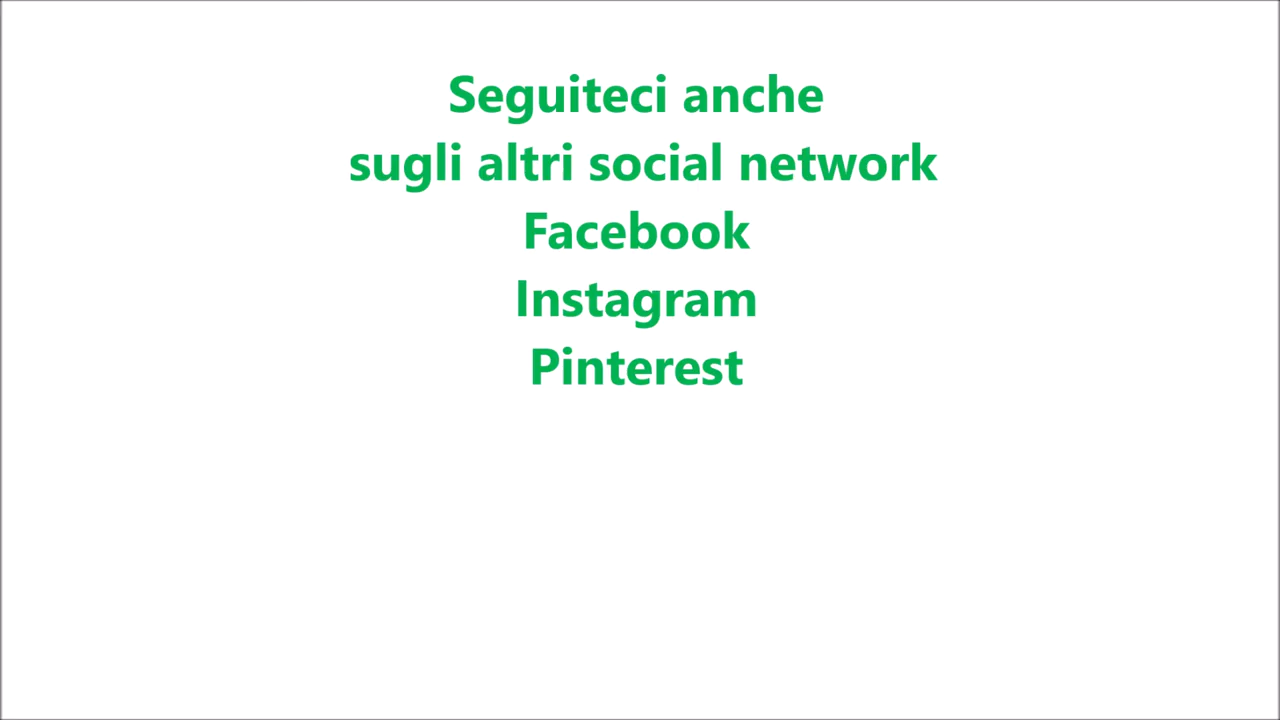 Seguiteci anche
sugli altri social network
Facebook
Instagram
Pinterest